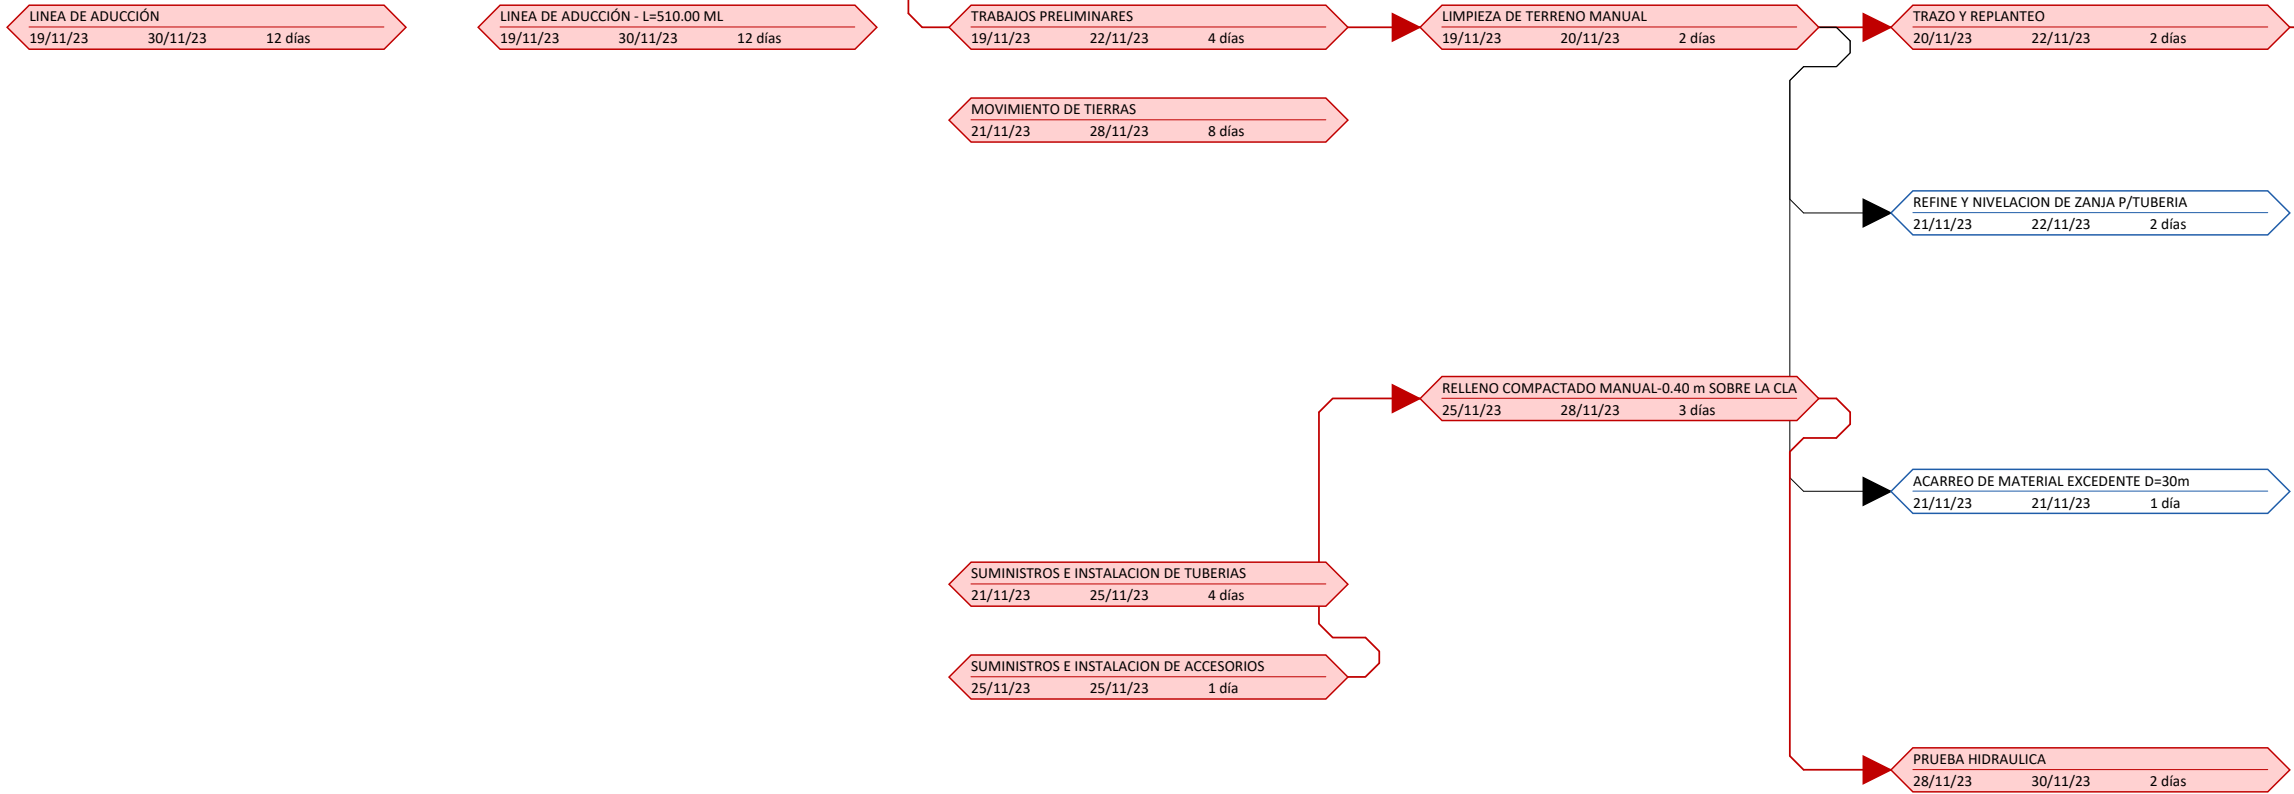 LINEA DE ADUCCIÓN
19/11/23 30/11/23 12 días
LINEA DE ADUCCIÓN - L=510.00 ML
19/11/23 30/11/23 12 días
TRABAJOS PRELIMINARES
19/11/23 22/11/23 4 días
LIMPIEZA DE TERRENO MANUAL
19/11/23 20/11/23 2 días
TRAZO Y REPLANTEO
20/11/23 22/11/23 2 días
MOVIMIENTO DE TIERRAS
21/11/23 28/11/23 8 días
REFINE Y NIVELACION DE ZANJA P/TUBERIA
21/11/23 22/11/23 2 días
RELLENO COMPACTADO MANUAL-0.40 m SOBRE LA CLA
25/11/23 28/11/23 3 días
ACARREO DE MATERIAL EXCEDENTE D=30m
21/11/23 21/11/23 1 día
SUMINISTROS E INSTALACION DE TUBERIAS
21/11/23 25/11/23 4 días
SUMINISTROS E INSTALACION DE ACCESORIOS
25/11/23 25/11/23 1 día
PRUEBA HIDRAULICA
28/11/23 30/11/23 2 días